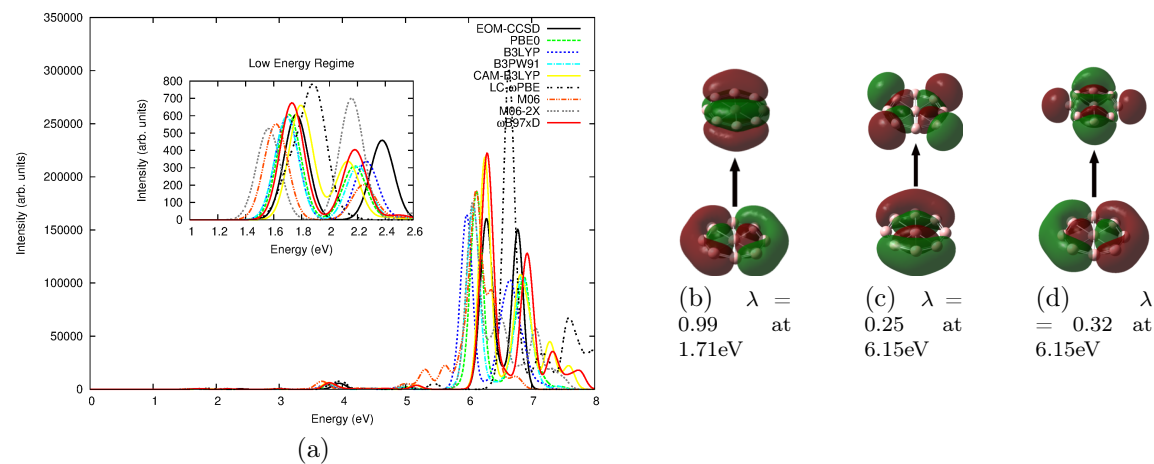 350000
300000
250000
200000
150000
100000
50000
0
Intensity (arb. units)
0 1 2 3 4 5 6 7 8
Energy (eV)
EOM-CCSD
PBE0
B3LYP
B3PW91
CAM-B3LYP
LC-ωPBE
M06
M06-2X
ωB97xD
Low Energy Regime
800
700
600
500
400
300
200
100
0
Intensity (arb. units)
1 1.2 1.4 1.6 1.8 2 2.2 2.4 2.6
Energy (eV)
(a)
(b) λ =
0.99 at
1.71eV
(c) λ =
0.25 at
6.15eV
(d) λ
= 0.32 at
6.15eV